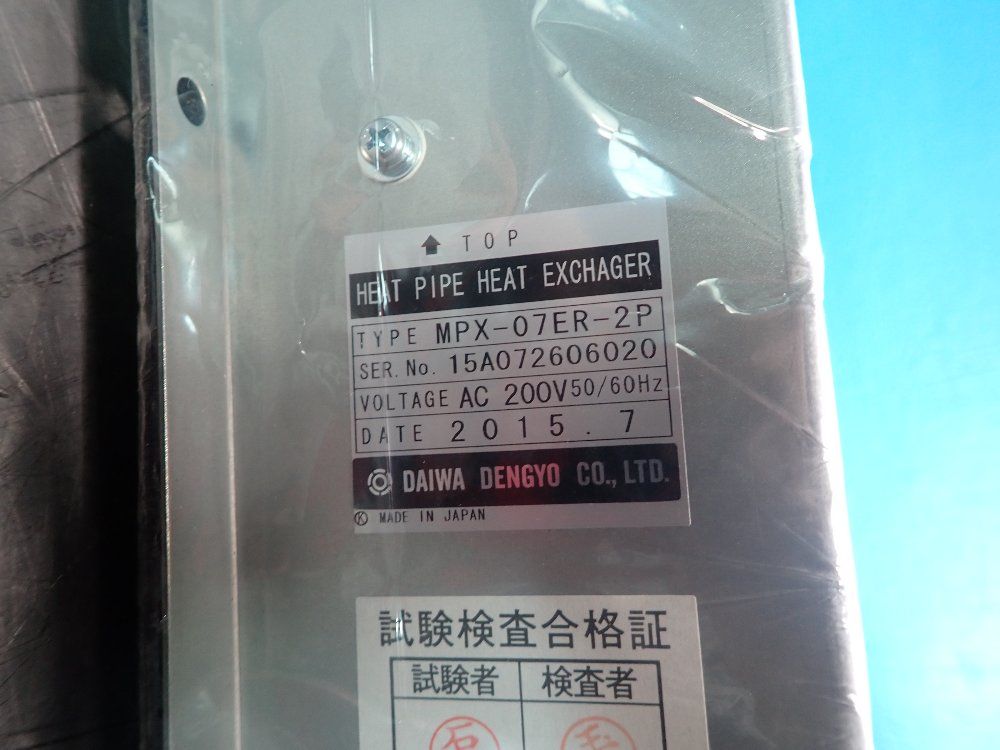 TOP
HEAT PIPE HEAT EXCHAGER
TYPE MPX-07ER-2P
SER. No. 15A072606020
VOLTAGE AC 200V 50/60Hz
DATE 2015.7
DAIWA DENGYO CO., LTD.
Ⓚ MADE IN JAPAN
試験検査合格証
試験者 検査者
石